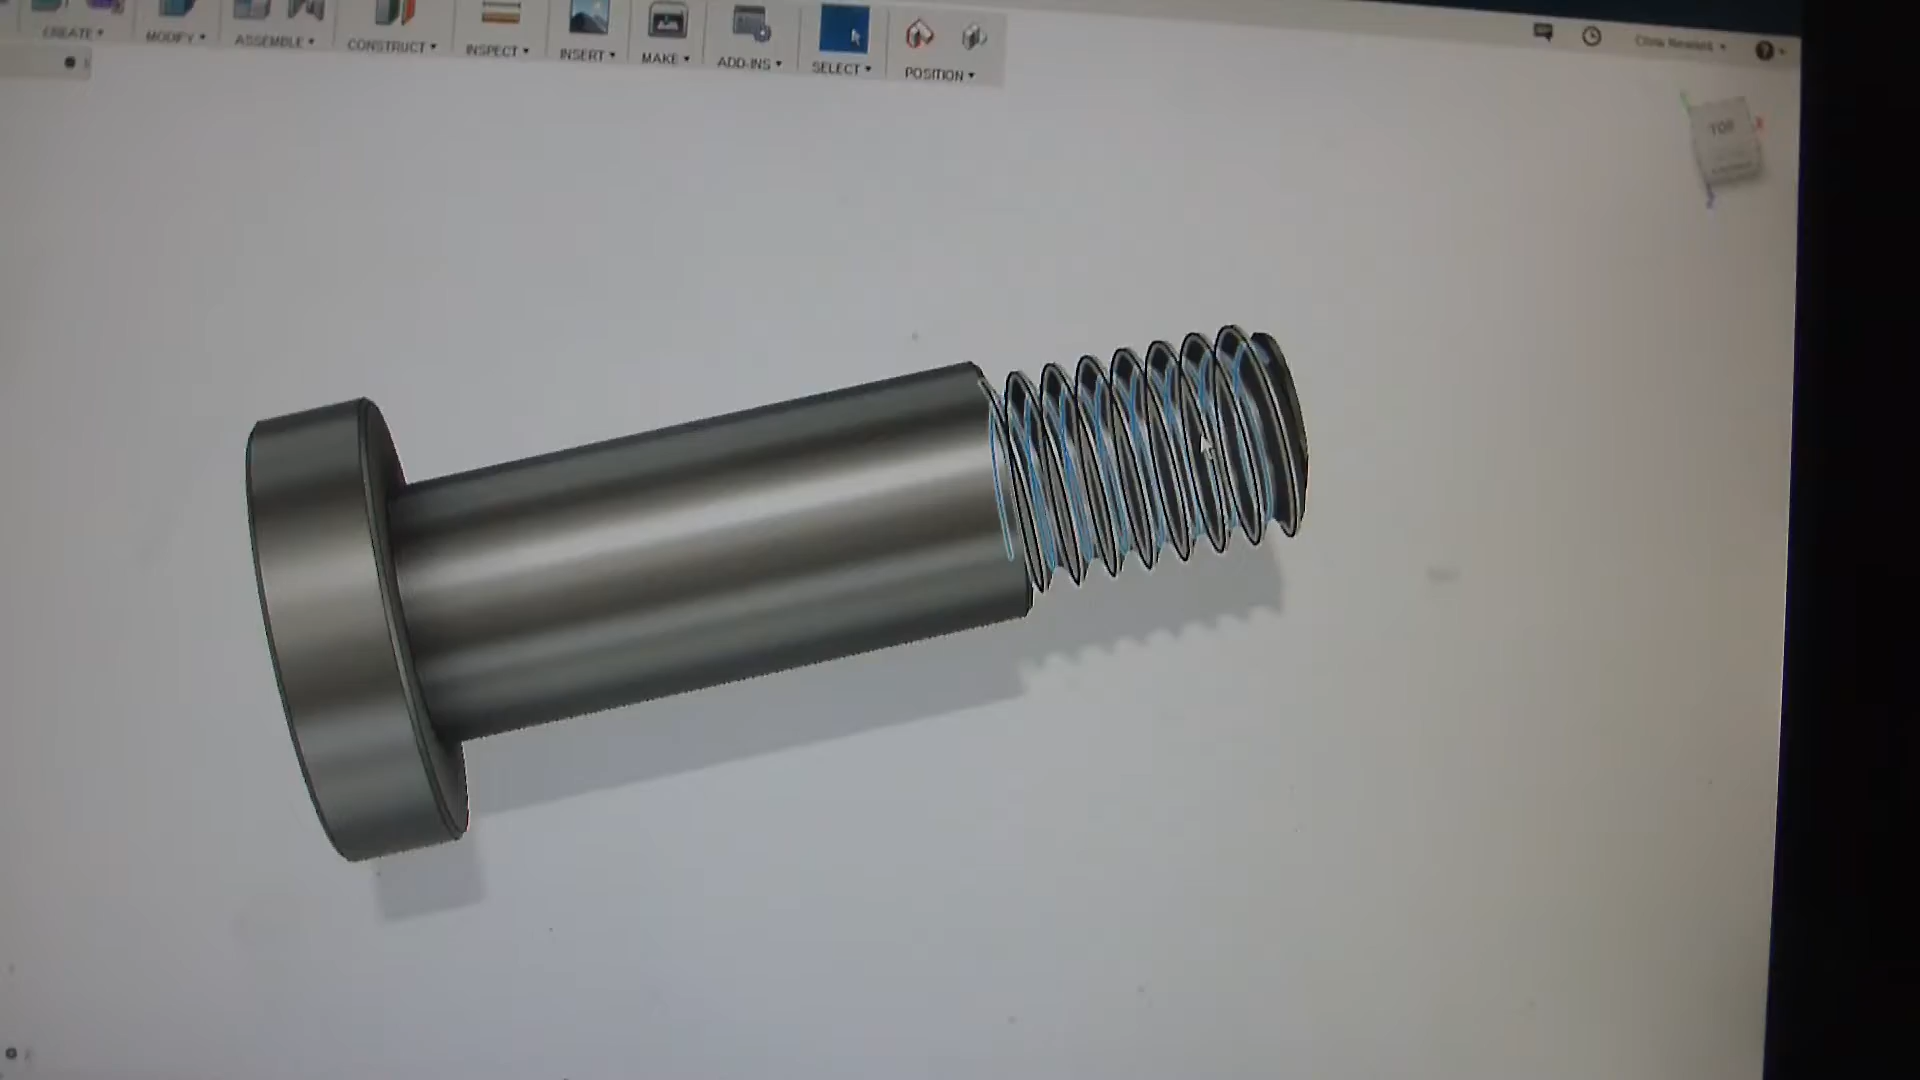 CREATE
MODIFY
ASSEMBLE
CONSTRUCT
INSPECT
INSERT
MAKE
ADD-INS
SELECT
POSITION
TOP